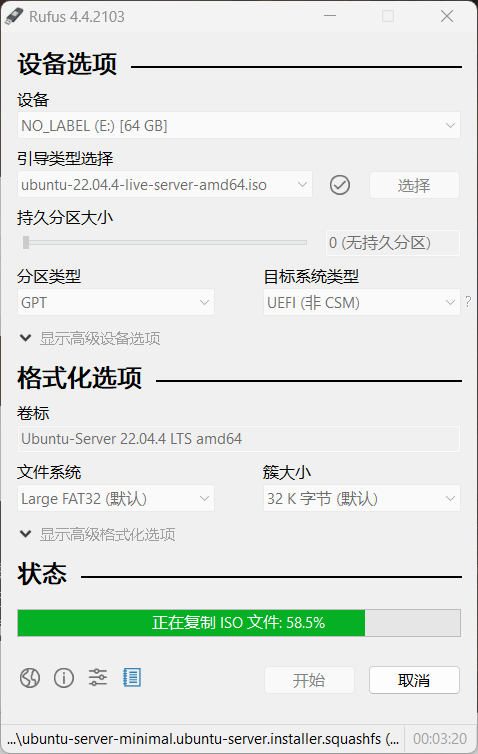 Rufus 4.4.2103
设备选项
设备
NO_LABEL (E:) [64 GB]
引导类型选择
ubuntu-22.04.4-live-server-amd64.iso
选择
持久分区大小
0 (无持久分区)
分区类型
目标系统类型
GPT
UEFI (非 CSM)
?
显示高级设备选项
格式化选项
卷标
Ubuntu-Server 22.04.4 LTS amd64
文件系统
簇大小
Large FAT32 (默认)
32 K 字节 (默认)
显示高级格式化选项
状态
正在复制 ISO 文件: 58.5%
开始
取消
...\ubuntu-server-minimal.ubuntu-server.installer.squashfs (...
00:03:20